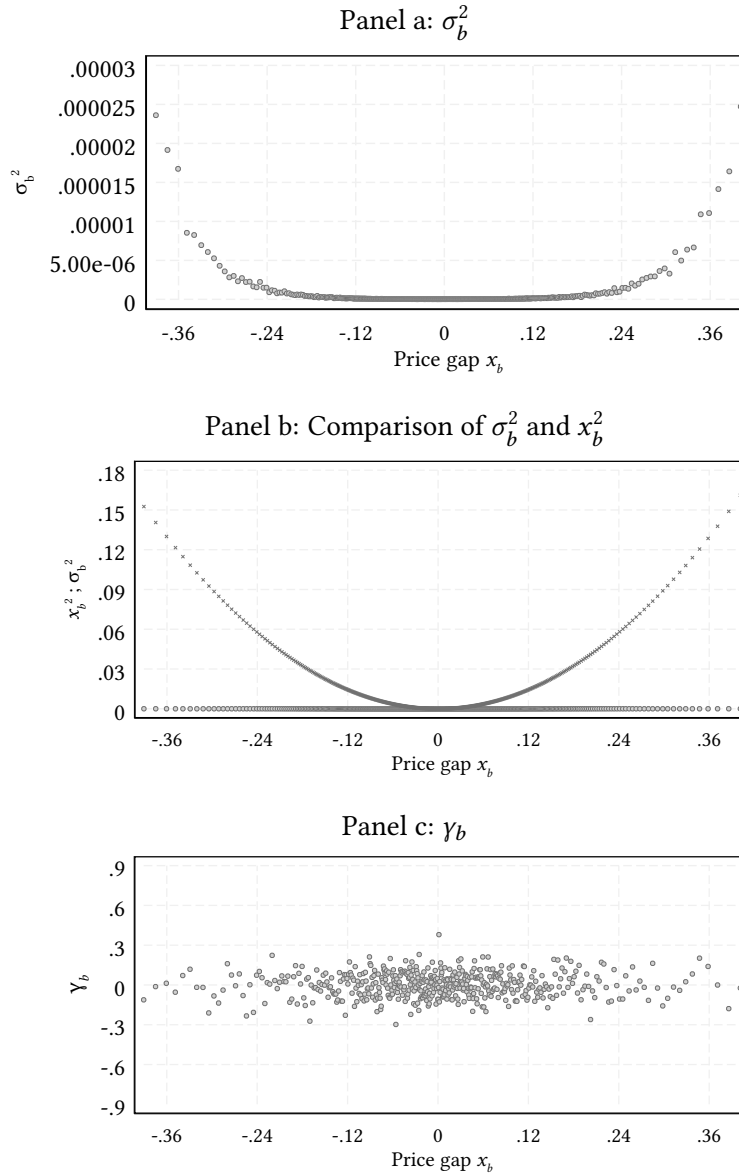 Panel a: σ_b^2
.00003
.000025
.00002
.000015
.00001
5.00e-06
0
σ_b^2
-.36 -.24 -.12 0 .12 .24 .36
Price gap x_b
Panel b: Comparison of σ_b^2 and x_b^2
.18
.15
.12
.09
.06
.03
0
x_b^2 ; σ_b^2
-.36 -.24 -.12 0 .12 .24 .36
Price gap x_b
Panel c: γ_b
.9
.6
.3
0
-.3
-.6
-.9
γ_b
-.36 -.24 -.12 0 .12 .24 .36
Price gap x_b